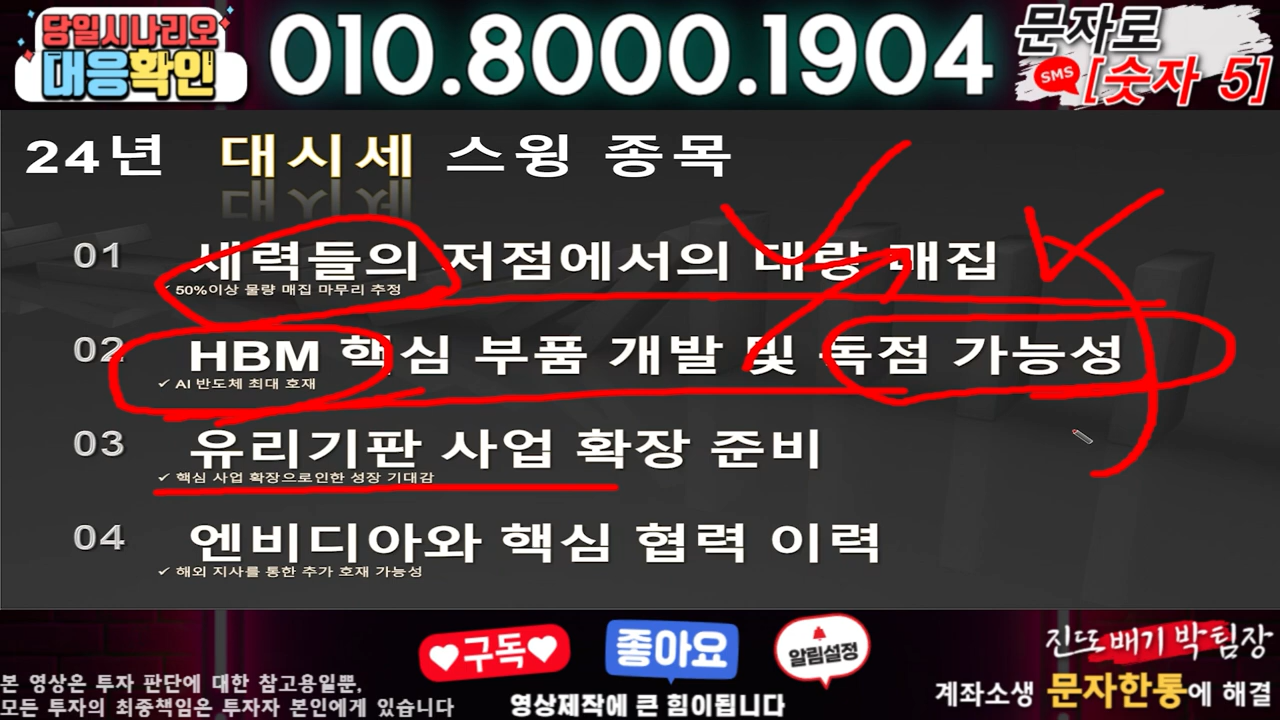 당일시나리오
대응확인
010.8000.1904
문자로
SMS [숫자 5]
24년 대시세 스윙 종목
01 세력들의 저점에서의 대량 매집
✓ 50%이상 물량 매집 마무리 추정
02 HBM 핵심 부품 개발 및 독점 가능성
✓ AI 반도체 최대 호재
03 유리기판 사업 확장 준비
✓ 핵심 사업 확장으로인한 성장 기대감
04 엔비디아와 핵심 협력 이력
✓ 해외 지사를 통한 추가 호재 가능성
구독 좋아요 알림설정
진또배기 박팀장
본 영상은 투자 판단에 대한 참고용일뿐,
모든 투자의 최종책임은 투자자 본인에게 있습니다
영상제작에 큰 힘이됩니다
계좌소생 문자한통에 해결